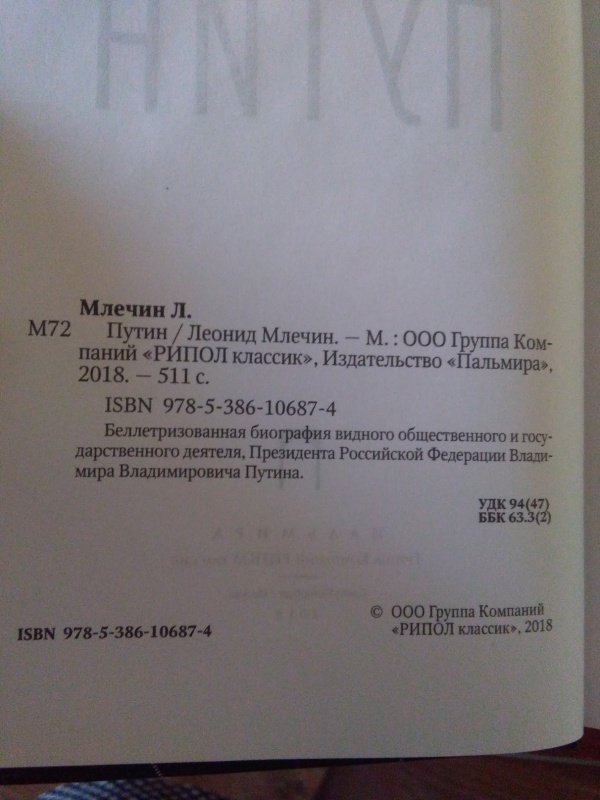 ПУТИН
Млечин Л.
М72
Путин / Леонид Млечин. — М. : ООО Группа Ком-
паний «РИПОЛ классик», Издательство «Пальмира»,
2018. — 511 с.
ISBN 978-5-386-10687-4
Беллетризованная биография видного общественного и госу-
дарственного деятеля, Президента Российской Федерации Влади-
мира Владимировича Путина.
УДК 94(47)
ББК 63.3(2)
ПАЛЬМИРА
ISBN 978-5-386-10687-4
© ООО Группа Компаний
«РИПОЛ классик», 2018